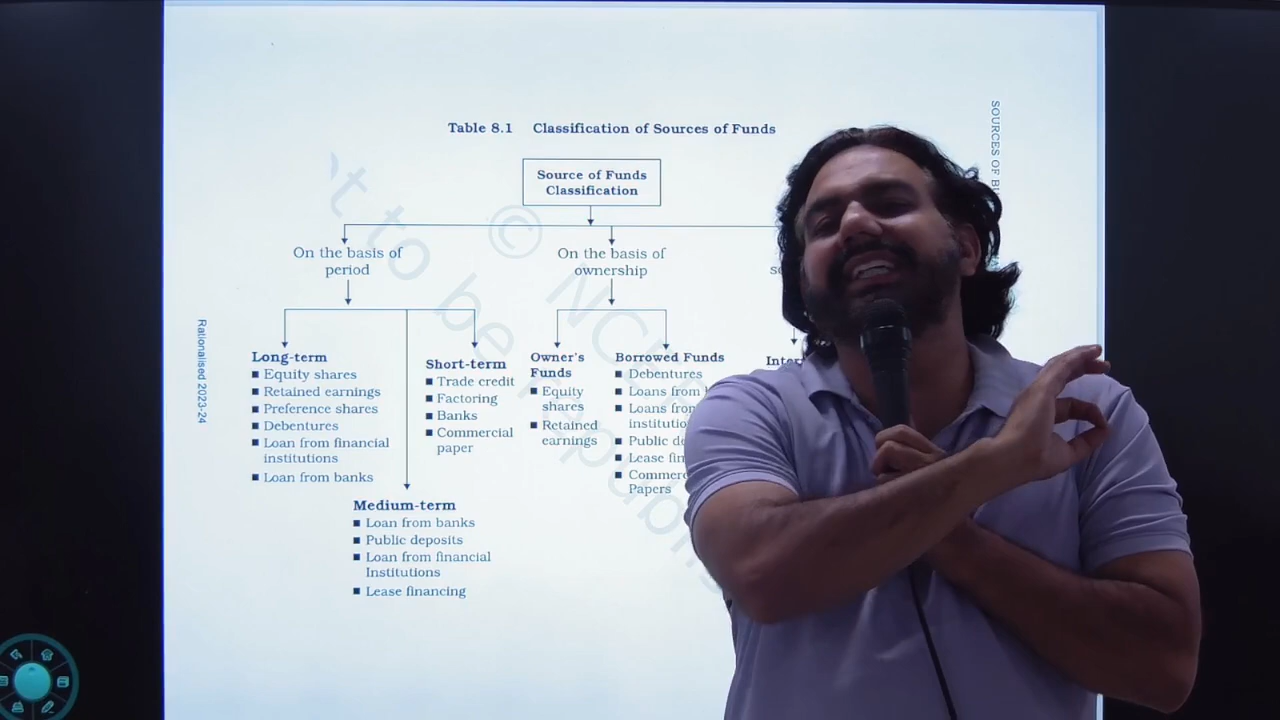 Table 8.1 Classification of Sources of Funds
Source of Funds
Classification
On the basis of
period
On the basis of
ownership
Long-term
■ Equity shares
■ Retained earnings
■ Preference shares
■ Debentures
■ Loan from financial
institutions
■ Loan from banks
Short-term
■ Trade credit
■ Factoring
■ Banks
■ Commercial
paper
Medium-term
■ Loan from banks
■ Public deposits
■ Loan from financial
Institutions
■ Lease financing
Owner's
Funds
■ Equity
shares
■ Retained
earnings
Borrowed Funds
■ Debentures
■ Loans from
■ Loans from
■ Public
■ Lease
Papers
SOURCES OF
Rationalised 2023-24
to be
©